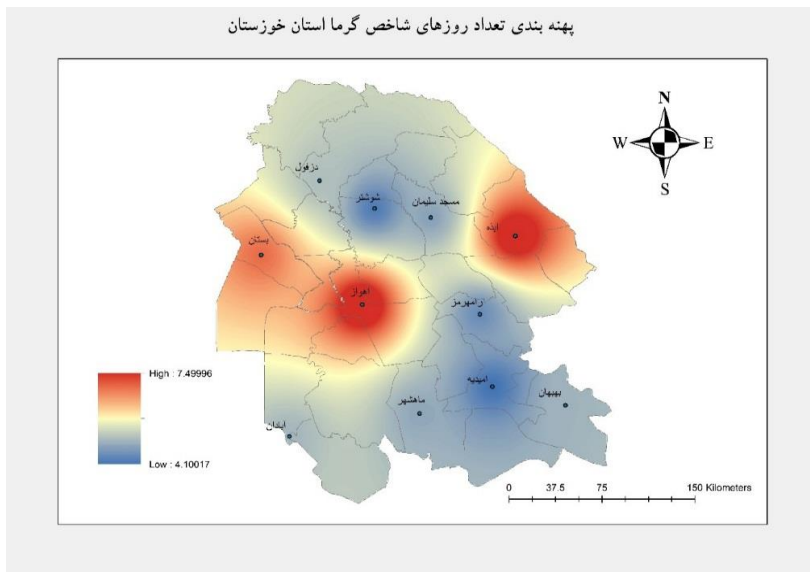 پهنه بندی تعداد روزهای شاخص گرما استان خوزستان
N
W E
S
دزفول
شوشتر
مسجد سلیمان
ایذه
بستان
اهواز
رامهرمز
امیدیه
بهبهان
ماهشهر
آبادان
High : 7.49996
Low : 4.10017
0 37.5 75 150 Kilometers